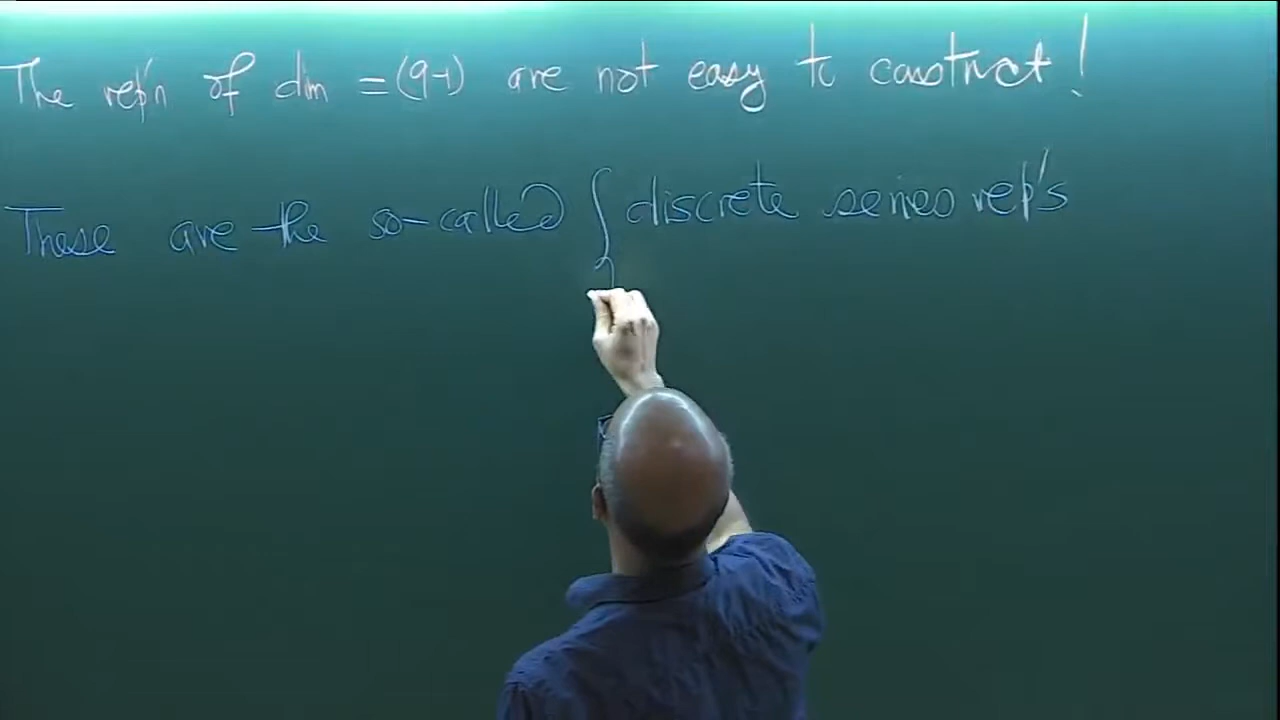 The rep'n of dim = (q-1) are not easy to construct!
These are the so-called { discrete series rep's